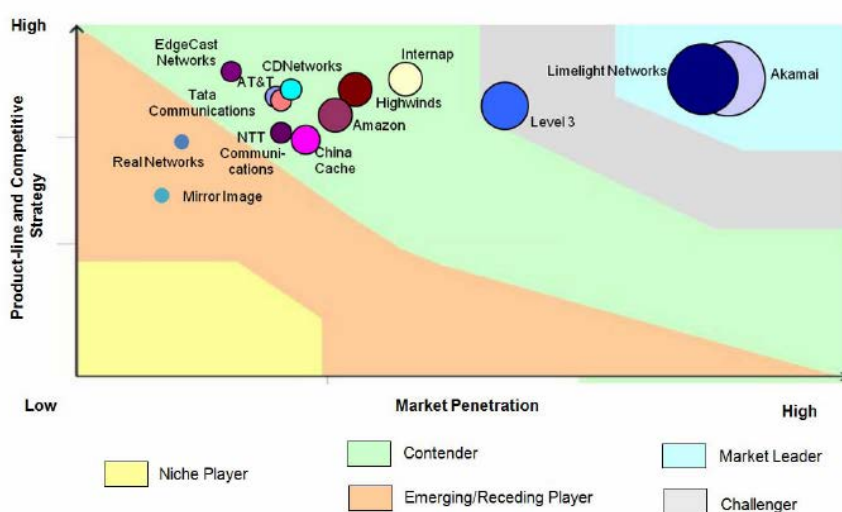 High
Product-line and Competitive
Strategy
EdgeCast
Networks
AT&T
CDNetworks
Internap
Tata
Communications
Highwinds
Amazon
NTT
Communi-
cations
China
Cache
Real Networks
Mirror Image
Level 3
Limelight Networks
Akamai
Low
Market Penetration
High
Niche Player
Contender
Emerging/Receding Player
Market Leader
Challenger